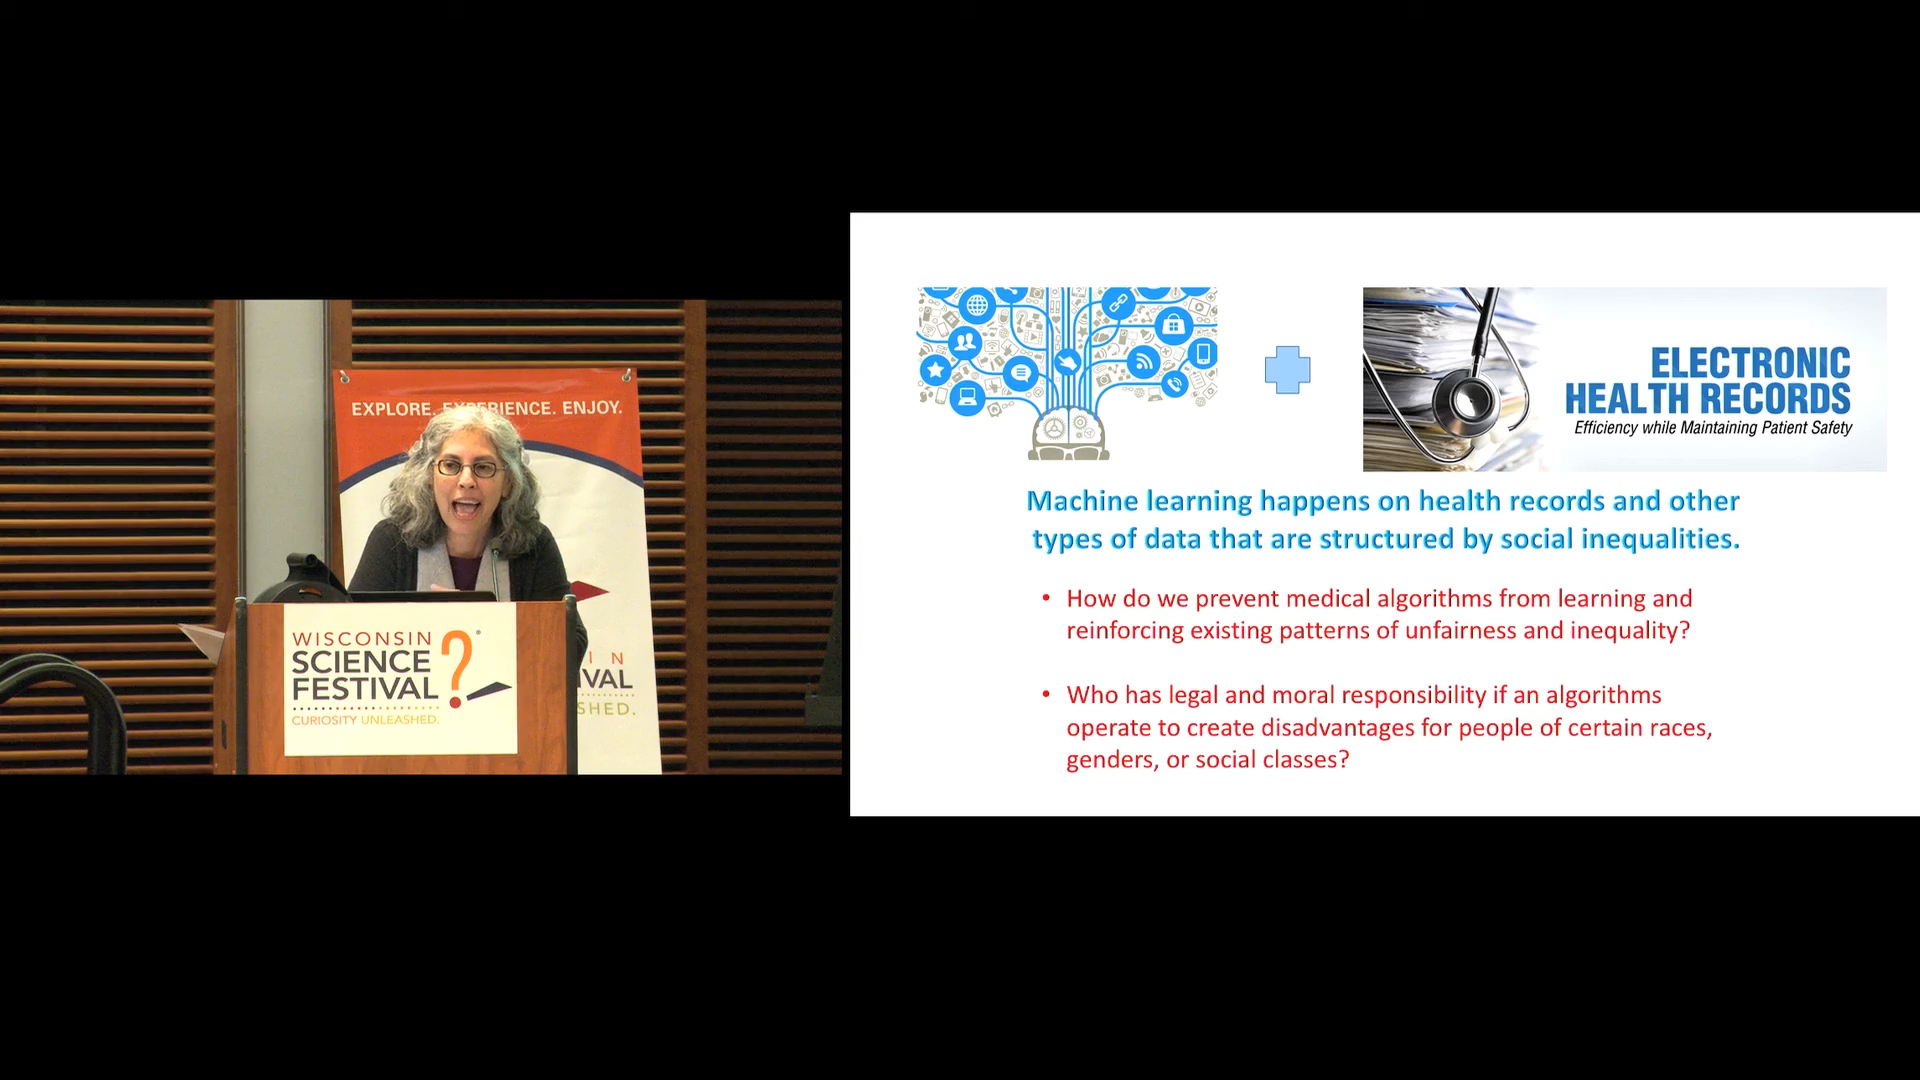 EXPLORE. EXPERIENCE. ENJOY.
WISCONSIN
SCIENCE
FESTIVAL
CURIOSITY UNLEASHED.
IN
IVAL
SHED.
ELECTRONIC
HEALTH RECORDS
Efficiency while Maintaining Patient Safety
Machine learning happens on health records and other
types of data that are structured by social inequalities.
• How do we prevent medical algorithms from learning and
reinforcing existing patterns of unfairness and inequality?
• Who has legal and moral responsibility if an algorithms
operate to create disadvantages for people of certain races,
genders, or social classes?